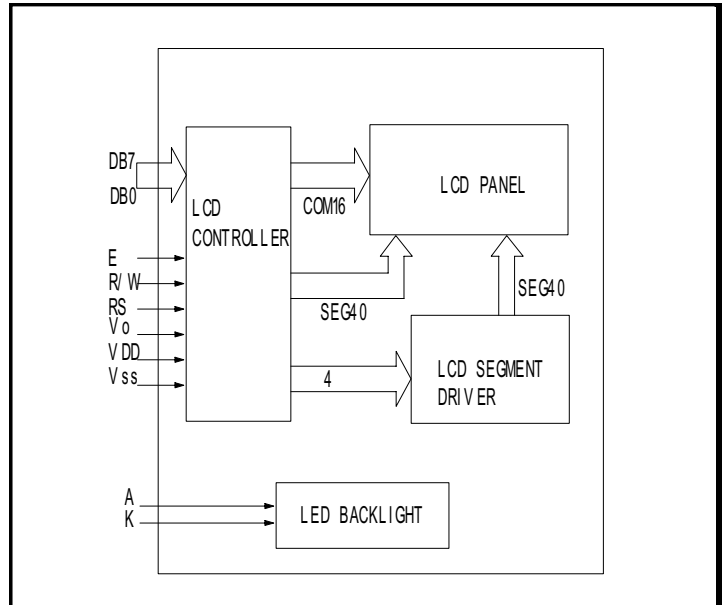 DB7
DB0
E
R/W
RS
Vo
VDD
Vss
LCD
CONTROLLER
COM16
SEG40
4
LCD PANEL
SEG40
LCD SEGMENT
DRIVER
A
K
LED BACKLIGHT